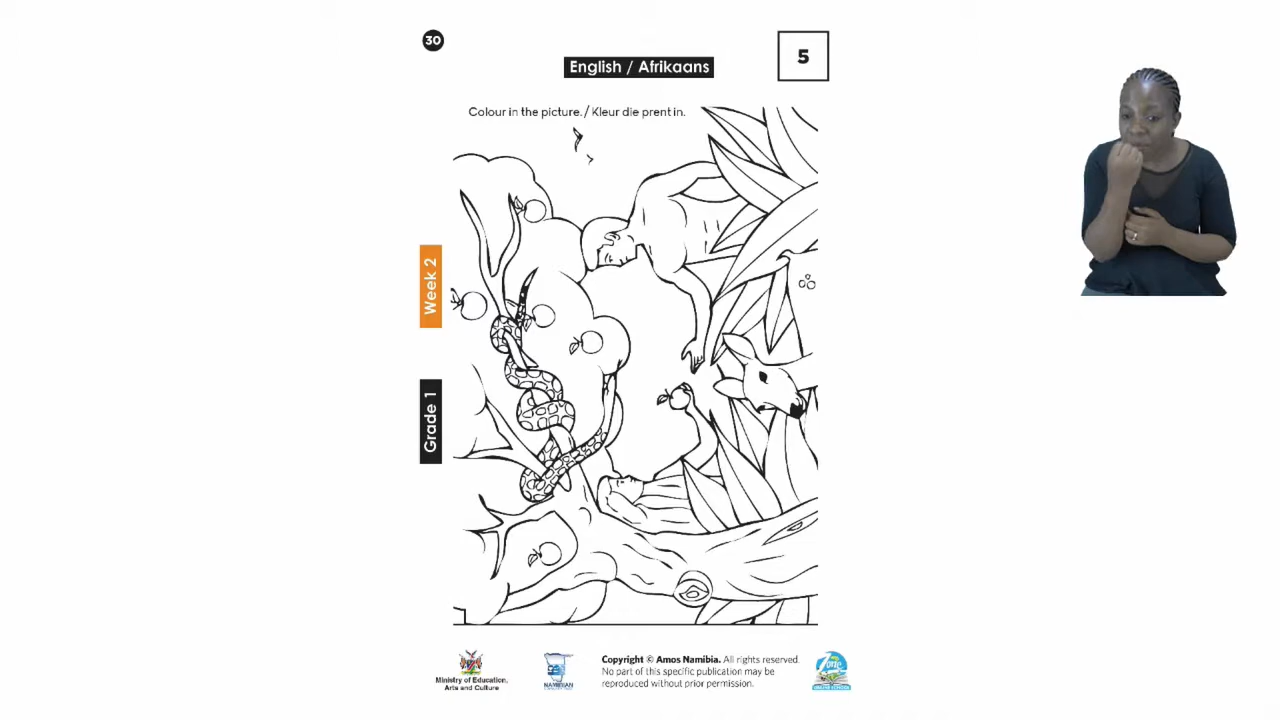 30
English / Afrikaans
5
Colour in the picture./ Kleur die prent in.
Week 2
Grade 1
Ministry of Education,
Arts and Culture
NAMIBIAN
Copyright © Amos Namibia. All rights reserved.
No part of this specific publication may be
reproduced without prior permission.